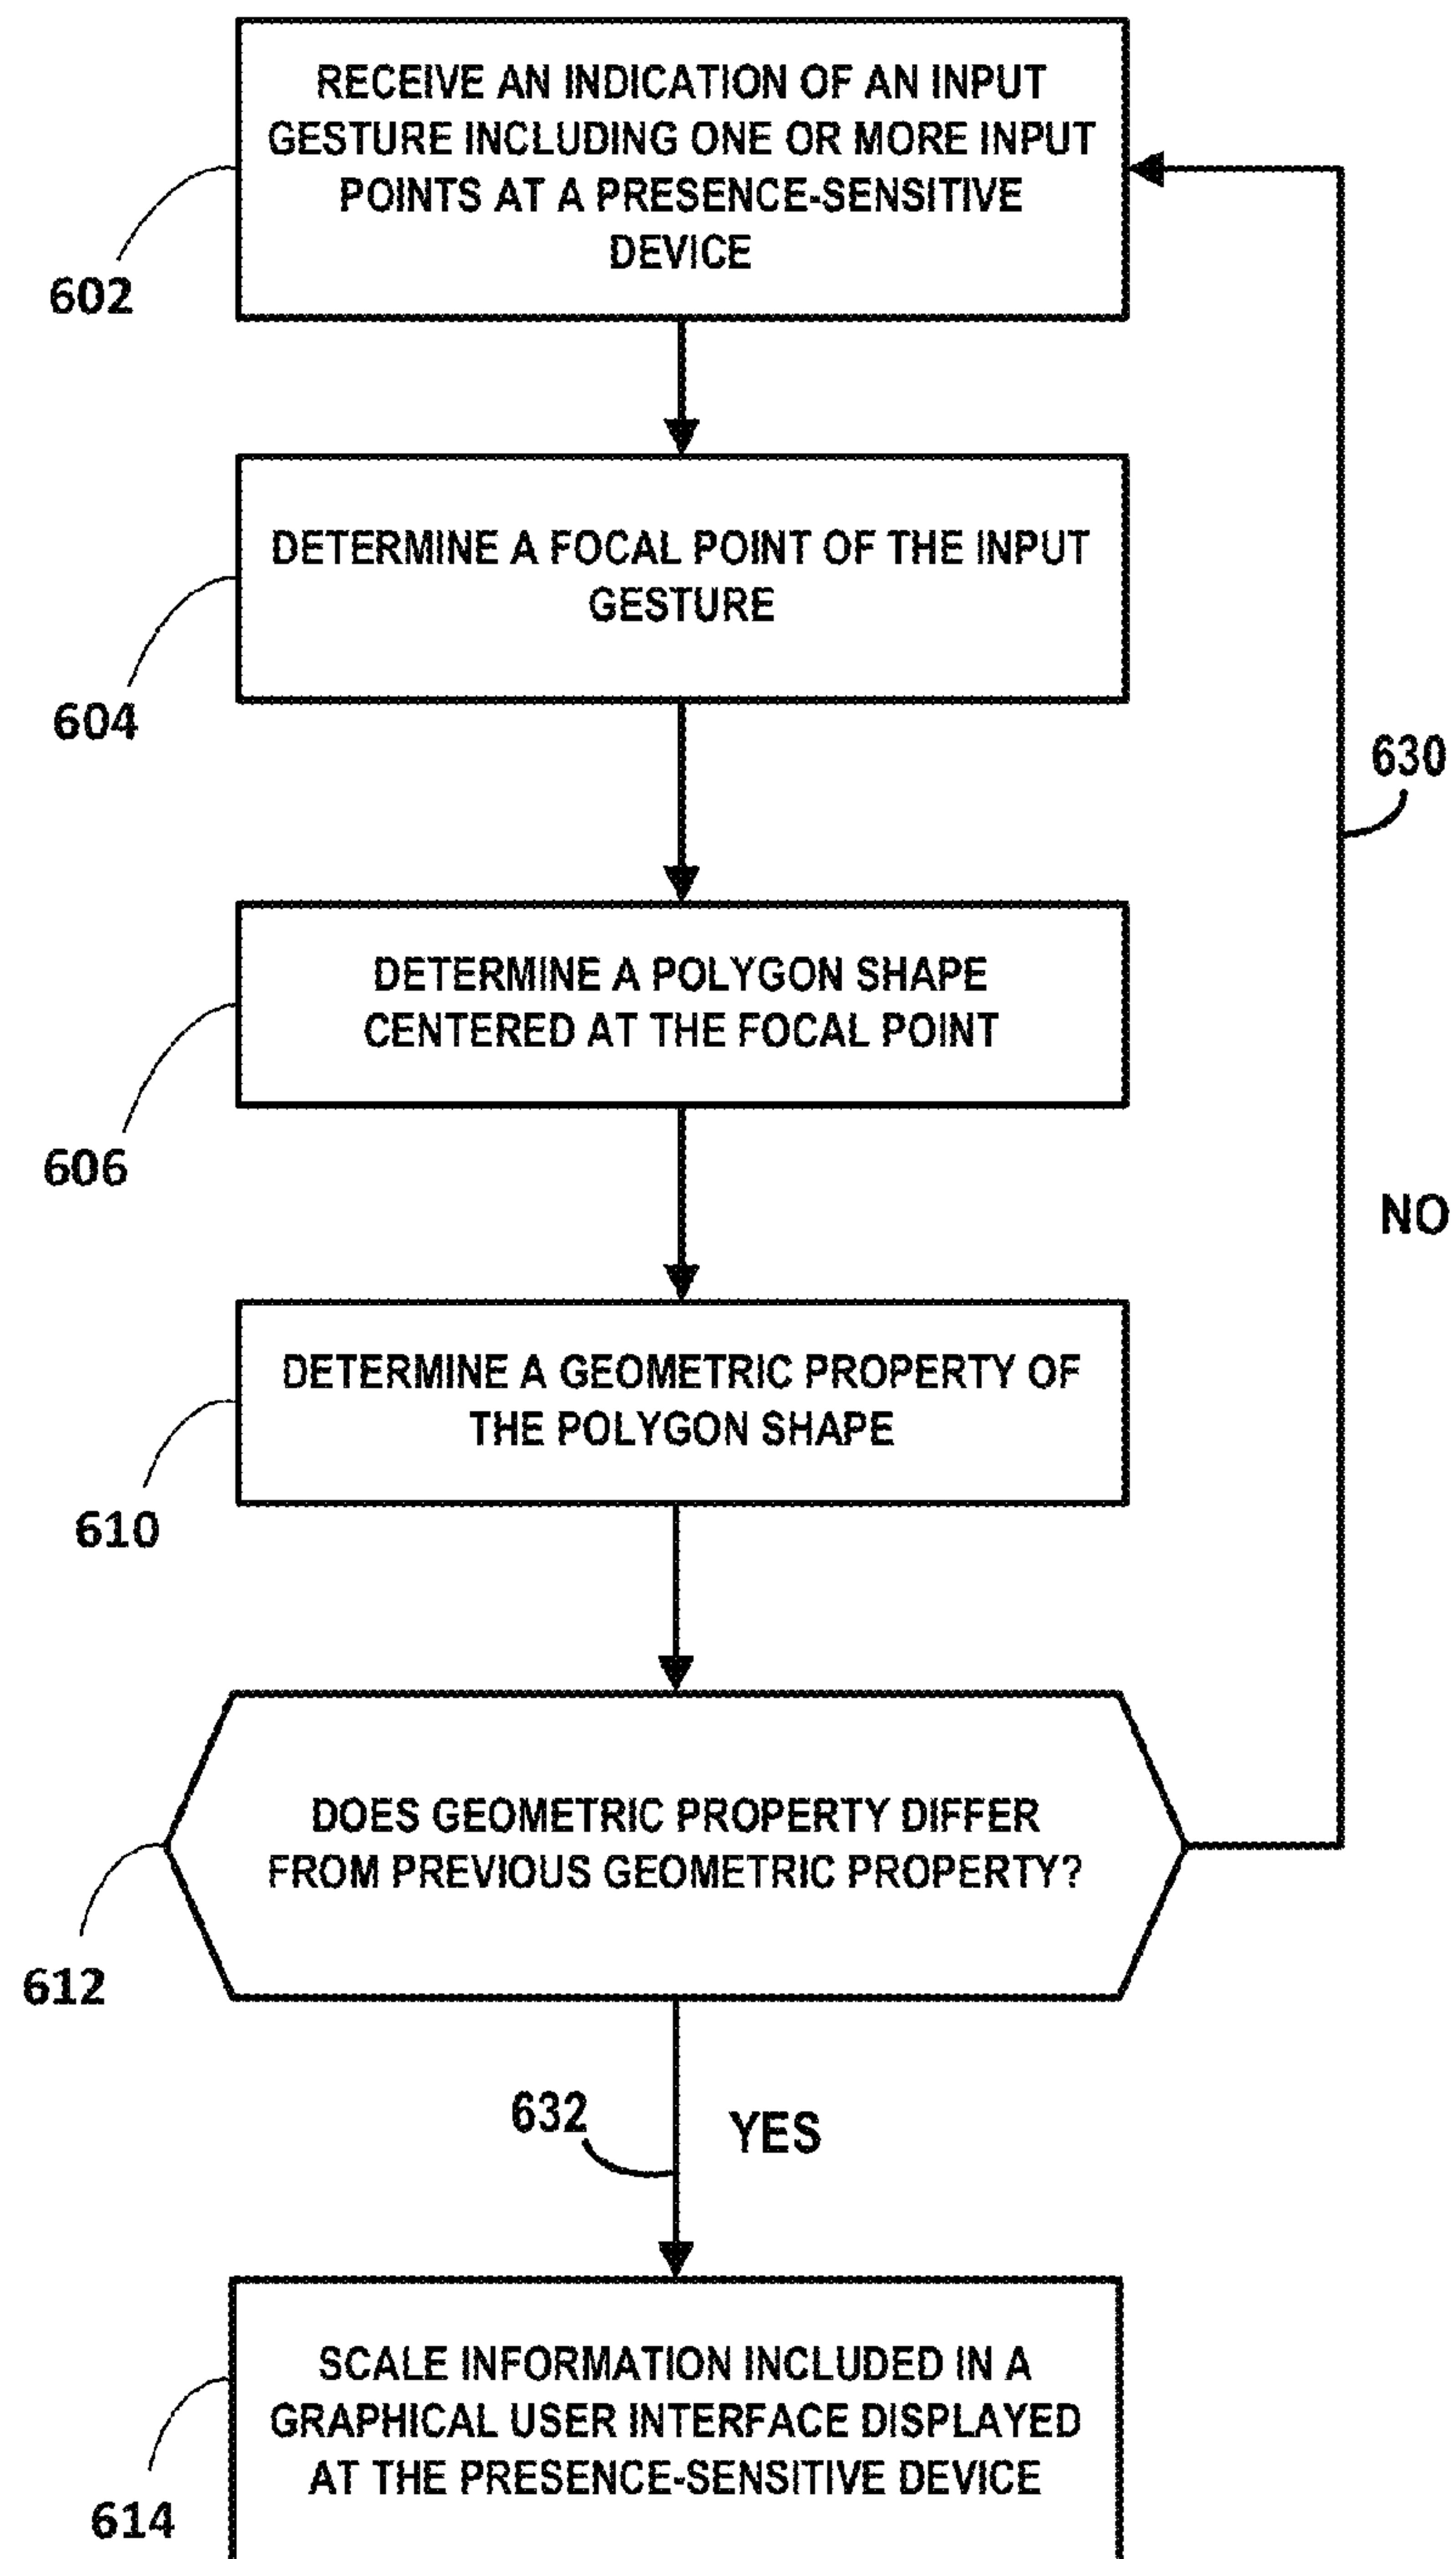 RECEIVE AN INDICATION OF AN INPUT
GESTURE INCLUDING ONE OR MORE INPUT
POINTS AT A PRESENCE-SENSITIVE
DEVICE
602
DETERMINE A FOCAL POINT OF THE INPUT
GESTURE
604
630
DETERMINE A POLYGON SHAPE
CENTERED AT THE FOCAL POINT
606
NO
DETERMINE A GEOMETRIC PROPERTY OF
THE POLYGON SHAPE
610
DOES GEOMETRIC PROPERTY DIFFER
FROM PREVIOUS GEOMETRIC PROPERTY?
612
632
YES
SCALE INFORMATION INCLUDED IN A
GRAPHICAL USER INTERFACE DISPLAYED
AT THE PRESENCE-SENSITIVE DEVICE
614